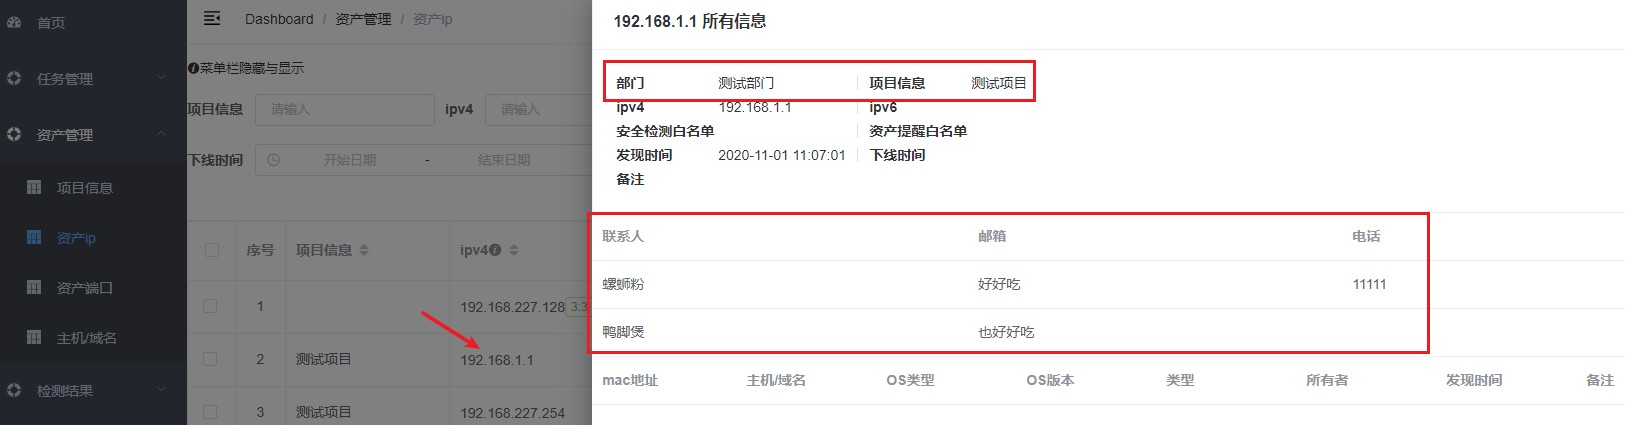 首页
任务管理
资产管理
项目信息
资产ip
资产端口
主机/域名
检测结果
Dashboard / 资产管理 / 资产ip
菜单栏隐藏与显示
项目信息 请输入 ipv4 请输入
下线时间 开始日期 - 结束日期
序号 项目信息 ipv4
1 192.168.227.128 3:3
2 测试项目 192.168.1.1
3 测试项目 192.168.227.254
192.168.1.1 所有信息
部门 测试部门 项目信息 测试项目
ipv4 192.168.1.1 ipv6
安全检测白名单 资产提醒白名单
发现时间 2020-11-01 11:07:01 下线时间
备注
联系人 邮箱 电话
螺蛳粉 好好吃 11111
鸭脚煲 也好好吃
mac地址 主机/域名 OS类型 OS版本 类型 所有者 发现时间 备注